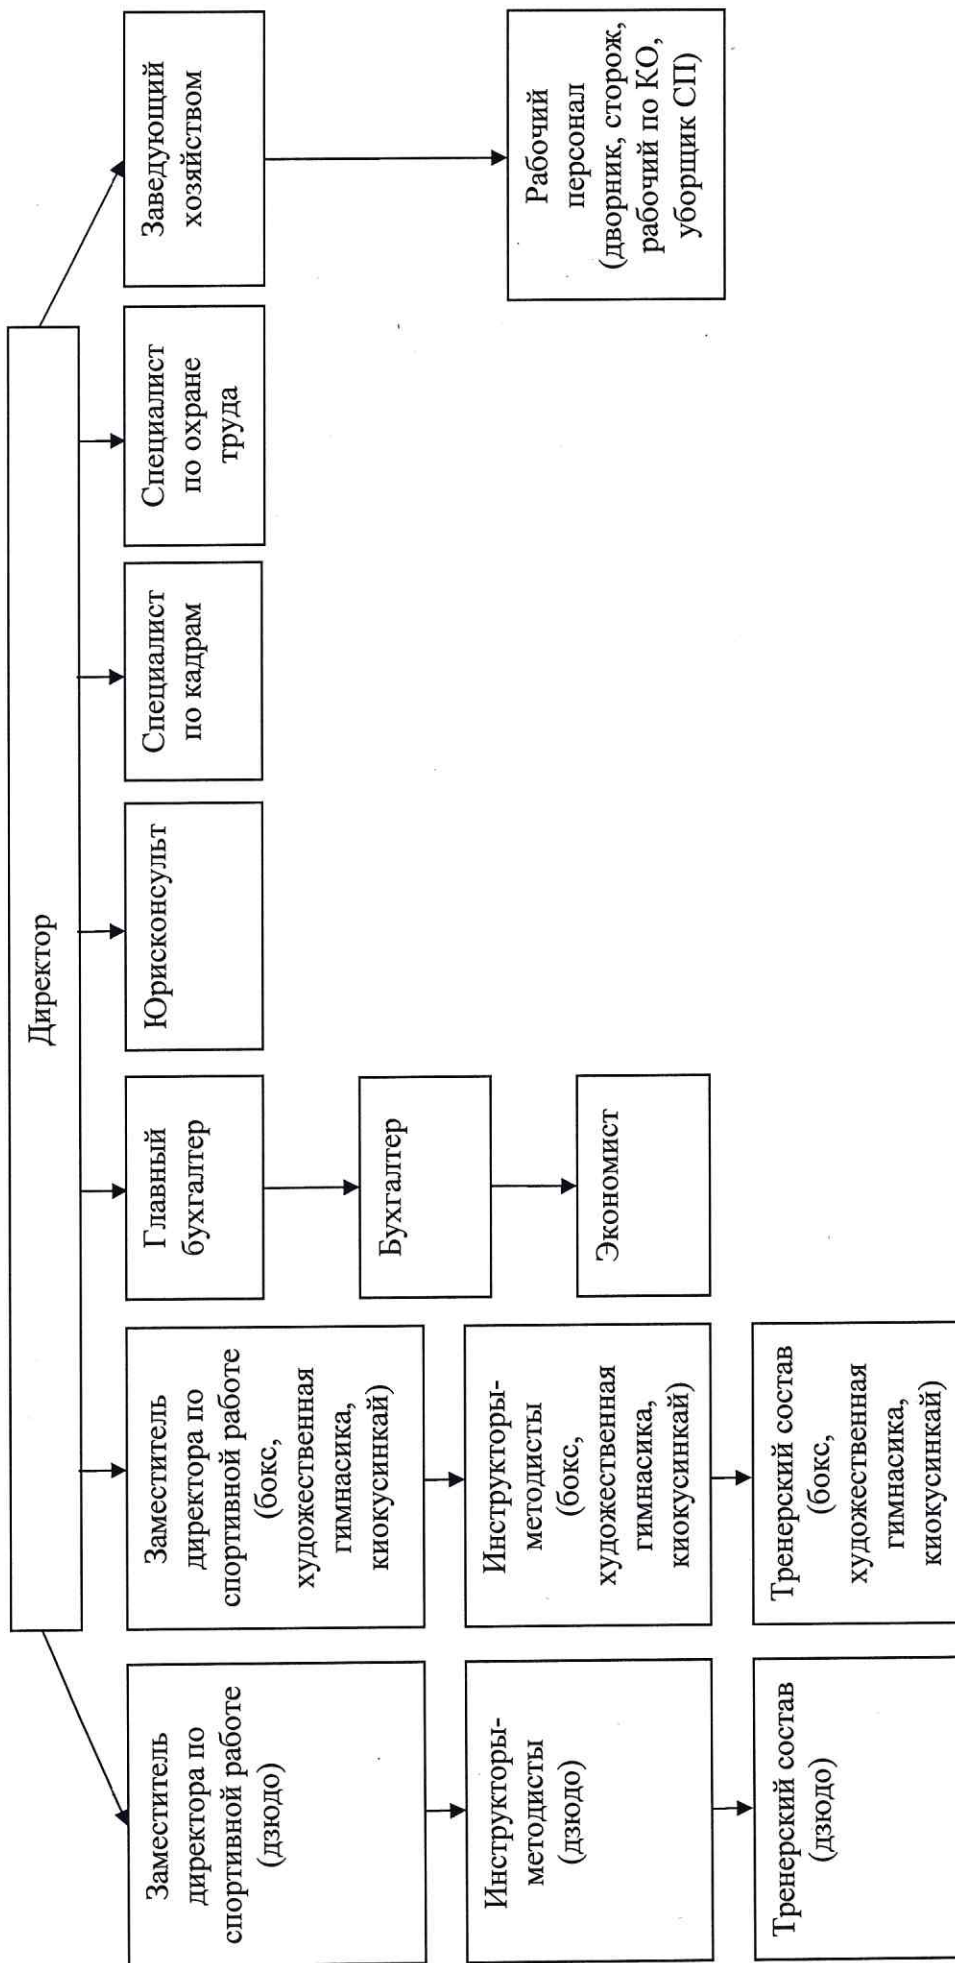 Директор
Заместитель
директора по
спортивной работе
(дзюдо)
Заместитель
директора по
спортивной работе
(бокс,
художественная
гимнасика,
киокусинкай)
Главный
бухгалтер
Юрисконсульт
Специалист
по кадрам
Специалист
по охране
труда
Заведующий
хозяйством
Инструкторы-
методисты
(дзюдо)
Инструкторы-
методисты
(бокс,
художественная
гимнасика,
киокусинкай)
Бухгалтер
Экономист
Рабочий
персонал
(дворник, сторож,
рабочий по КО,
уборщик СП)
Тренерский состав
(дзюдо)
Тренерский состав
(бокс,
художественная
гимнасика,
киокусинкай)